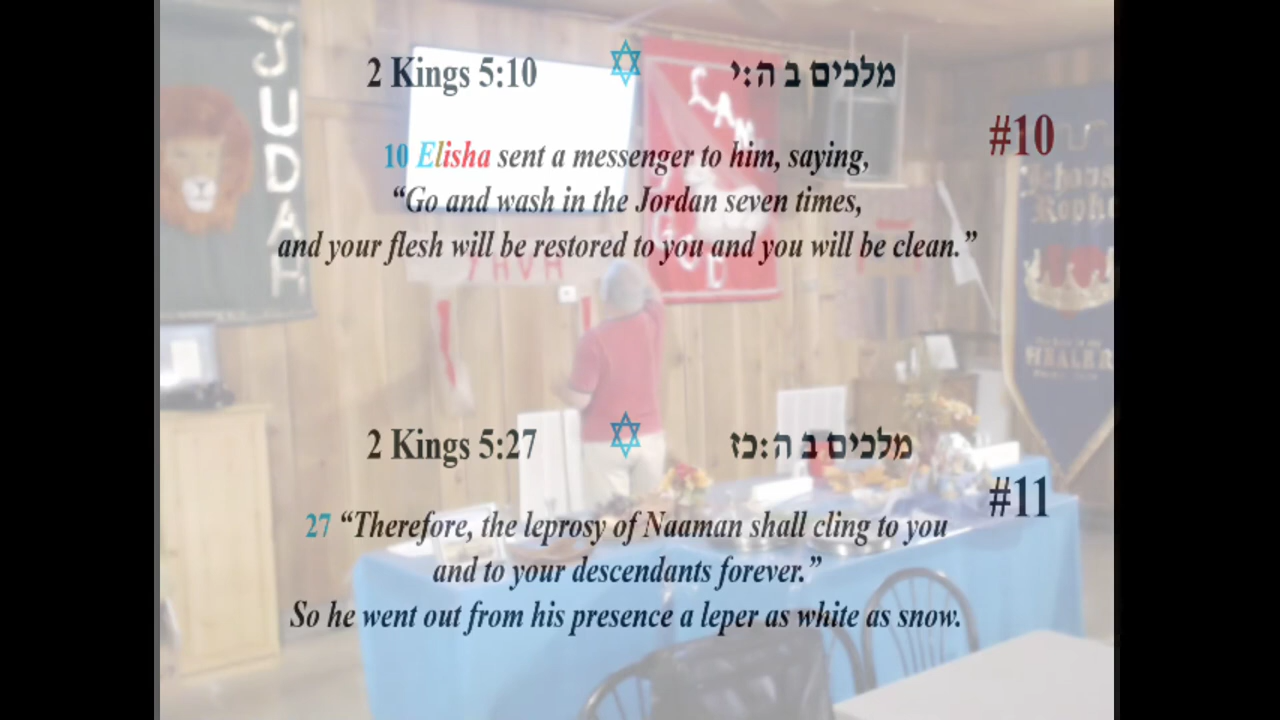 2 Kings 5:10 ✡ מלכים ב ה:י
#10
10 Elisha sent a messenger to him, saying,
“Go and wash in the Jordan seven times,
and your flesh will be restored to you and you will be clean.”
2 Kings 5:27 ✡ מלכים ב ה:כז
#11
27 “Therefore, the leprosy of Naaman shall cling to you
and to your descendants forever.”
So he went out from his presence a leper as white as snow.
JUDAH
HEALER